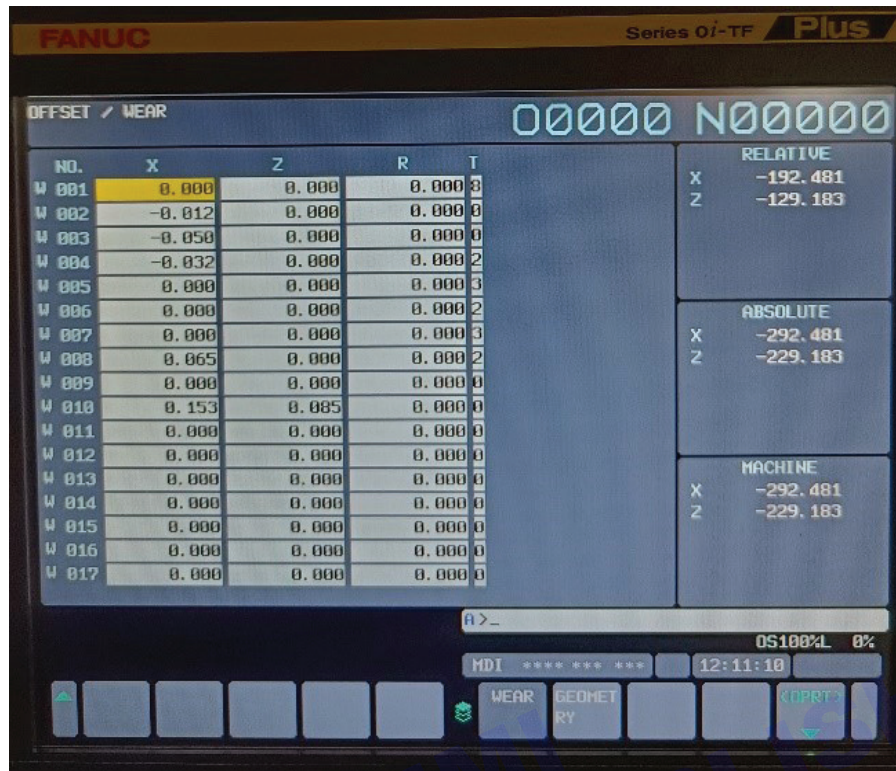 FANUC Series 0i-TF Plus
OFFSET / WEAR O0000 N00000
NO. X Z R T
W 001 0.000 0.000 0.000 8
W 002 -0.012 0.000 0.000 0
W 003 -0.050 0.000 0.000 0
W 004 -0.032 0.000 0.000 2
W 005 0.000 0.000 0.000 3
W 006 0.000 0.000 0.000 2
W 007 0.000 0.000 0.000 3
W 008 0.065 0.000 0.000 2
W 009 0.000 0.000 0.000 0
W 010 0.153 0.085 0.000 0
W 011 0.000 0.000 0.000 0
W 012 0.000 0.000 0.000 0
W 013 0.000 0.000 0.000 0
W 014 0.000 0.000 0.000 0
W 015 0.000 0.000 0.000 0
W 016 0.000 0.000 0.000 0
W 017 0.000 0.000 0.000 0
RELATIVE
X -192.481
Z -129.183
ABSOLUTE
X -292.481
Z -229.183
MACHINE
X -292.481
Z -229.183
A>_
OS100%L 0%
MDI **** *** *** 12:11:10
WEAR GEOMET <OPRT>
RY